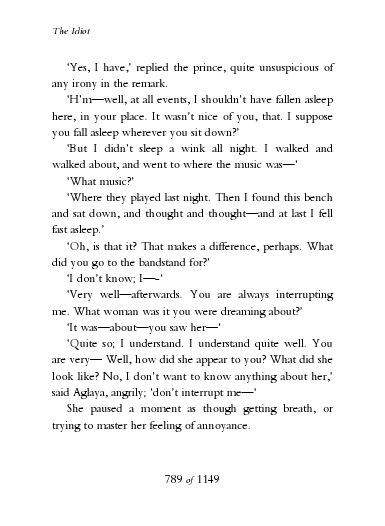 The Idiot
‘Yes, I have,’ replied the prince, quite unsuspicious of
any irony in the remark.
‘H’m—well, at all events, I shouldn’t have fallen asleep
here, in your place. It wasn’t nice of you, that. I suppose
you fall asleep wherever you sit down?’
‘But I didn’t sleep a wink all night. I walked and
walked about, and went to where the music was—’
‘What music?’
‘Where they played last night. Then I found this bench
and sat down, and thought and thought—and at last I fell
fast asleep.’
‘Oh, is that it? That makes a difference, perhaps. What
did you go to the bandstand for?’
‘I don’t know; I—-’
‘Very well—afterwards. You are always interrupting
me. What woman was it you were dreaming about?’
‘It was—about—you saw her—’
‘Quite so; I understand. I understand quite well. You
are very— Well, how did she appear to you? What did she
look like? No, I don’t want to know anything about her,’
said Aglaya, angrily; ‘don’t interrupt me—’
She paused a moment as though getting breath, or
trying to master her feeling of annoyance.
789 of 1149